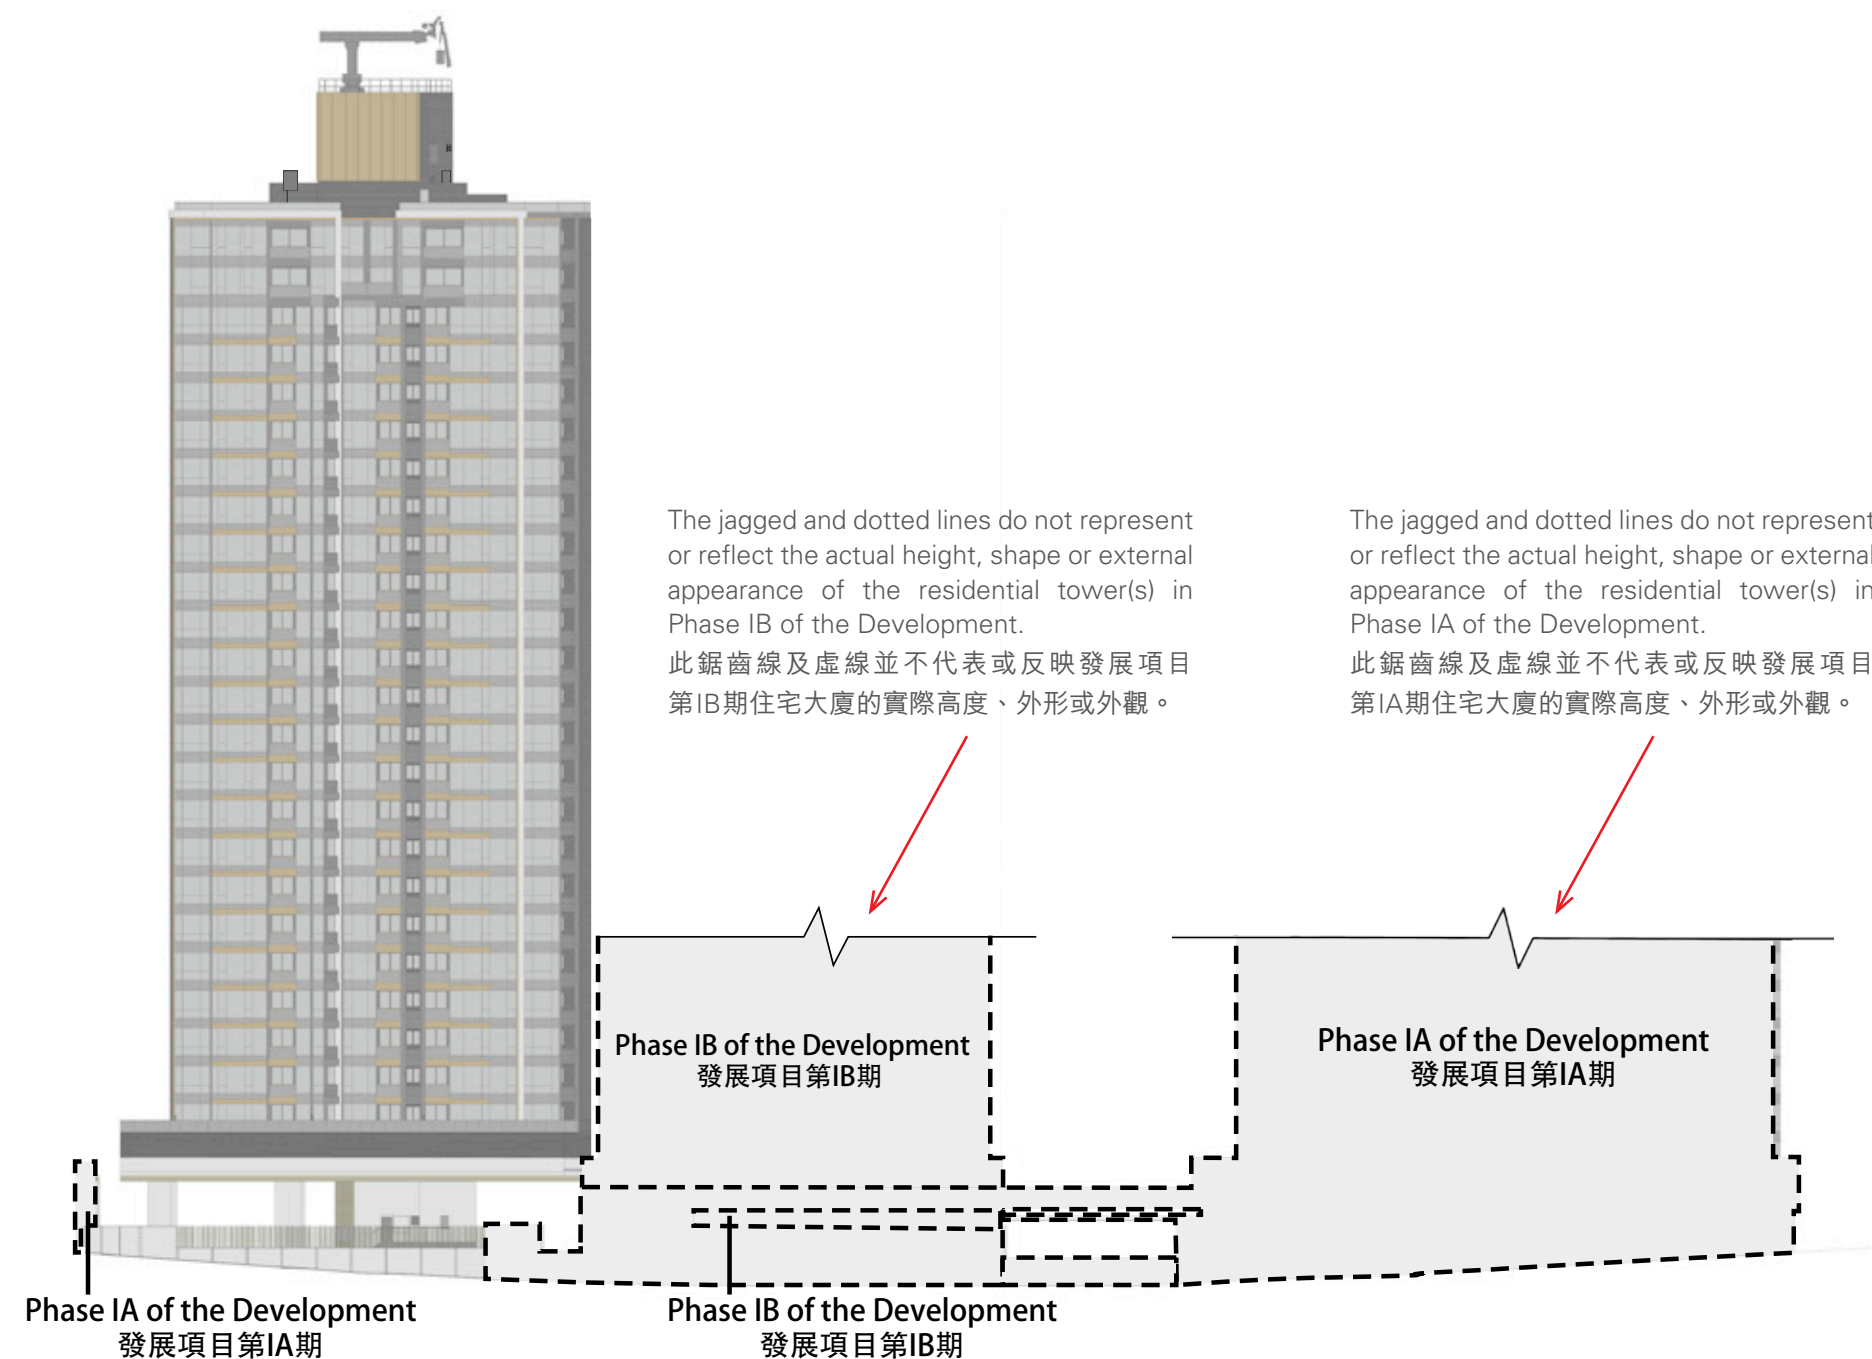 The jagged and dotted lines do not represent
or reflect the actual height, shape or external
appearance of the residential tower(s) in
Phase IB of the Development.
此鋸齒線及虛線並不代表或反映發展項目
第IB期住宅大廈的實際高度、外形或外觀。
The jagged and dotted lines do not represent
or reflect the actual height, shape or external
appearance of the residential tower(s) in
Phase IA of the Development.
此鋸齒線及虛線並不代表或反映發展項目
第IA期住宅大廈的實際高度、外形或外觀。
Phase IB of the Development
發展項目第IB期
Phase IA of the Development
發展項目第IA期
Phase IA of the Development
發展項目第IA期
Phase IB of the Development
發展項目第IB期